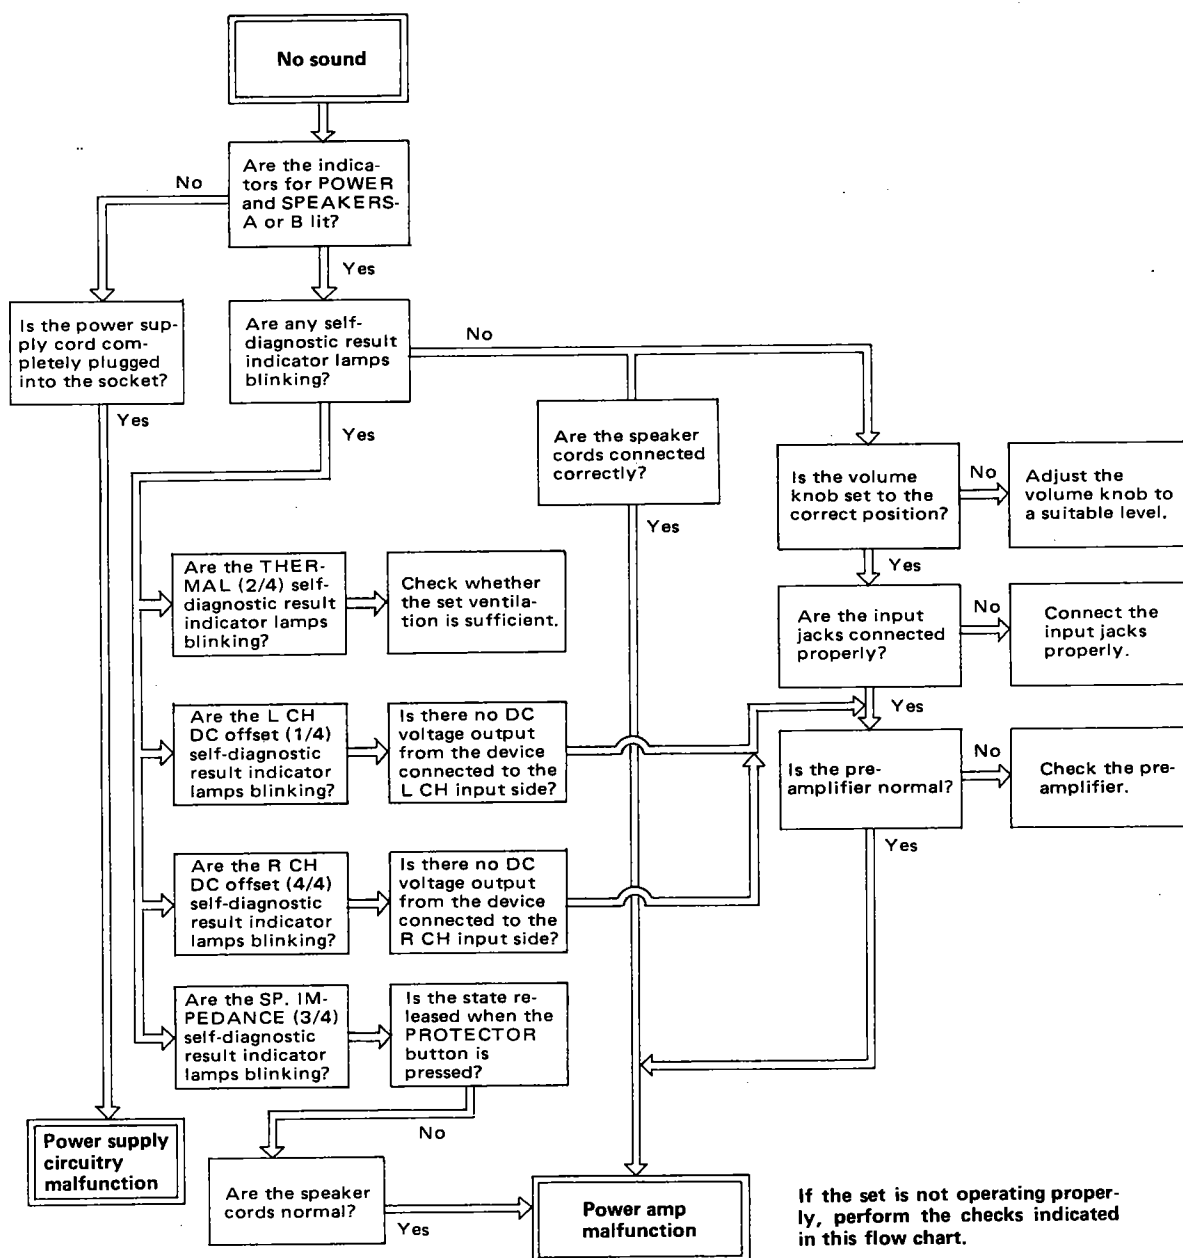 No sound
Are the indica-
tors for POWER
and SPEAKERS-
A or B lit?
No
Yes
Is the power sup-
ply cord com-
pletely plugged
into the socket?
Yes
Are any self-
diagnostic result
indicator lamps
blinking?
No
Yes
Are the speaker
cords connected
correctly?
Yes
Is the volume
knob set to the
correct position?
No
Adjust the
volume knob to
a suitable level.
Yes
Are the THER-
MAL (2/4) self-
diagnostic result
indicator lamps
blinking?
Check whether
the set ventila-
tion is sufficient.
Are the input
jacks connected
properly?
No
Connect the
input jacks
properly.
Yes
Are the L CH
DC offset (1/4)
self-diagnostic
result indicator
lamps blinking?
Is there no DC
voltage output
from the device
connected to the
L CH input side?
Is the pre-
amplifier normal?
No
Check the pre-
amplifier.
Yes
Are the R CH
DC offset (4/4)
self-diagnostic
result indicator
lamps blinking?
Is there no DC
voltage output
from the device
connected to the
R CH input side?
Are the SP. IM-
PEDANCE (3/4)
self-diagnostic
result indicator
lamps blinking?
Is the state re-
leased when the
PROTECTOR
button is
pressed?
No
Power supply
circuitry
malfunction
Are the speaker
cords normal?
Yes
Power amp
malfunction
If the set is not operating proper-
ly, perform the checks indicated
in this flow chart.